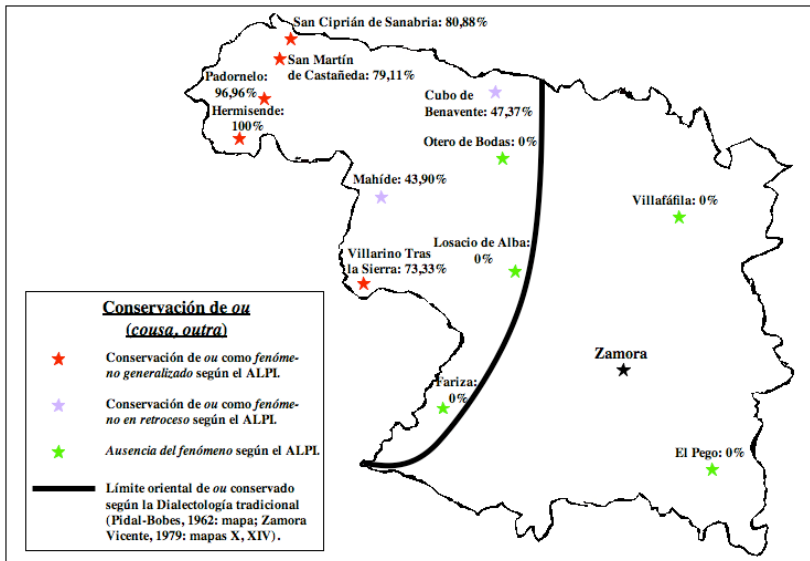 San Ciprián de Sanabria: 80,88%
San Martín
de Castañeda: 79,11%
Padornelo:
96,96%
Hermisende:
100%
Cubo de
Benavente: 47,37%
Otero de Bodas: 0%
Mahíde: 43,90%
Villafáfila: 0%
Losacio de Alba:
0%
Villarino Tras
la Sierra: 73,33%
Zamora
Fariza:
0%
El Pego: 0%
Conservación de ou
(cousa, outra)
Conservación de ou como fenóme-
no generalizado según el ALPI.
Conservación de ou como fenóme-
no en retroceso según el ALPI.
Ausencia del fenómeno según el ALPI.
Límite oriental de ou conservado
según la Dialectología tradicional
(Pidal-Bobes, 1962: mapa; Zamora
Vicente, 1979: mapas X, XIV).